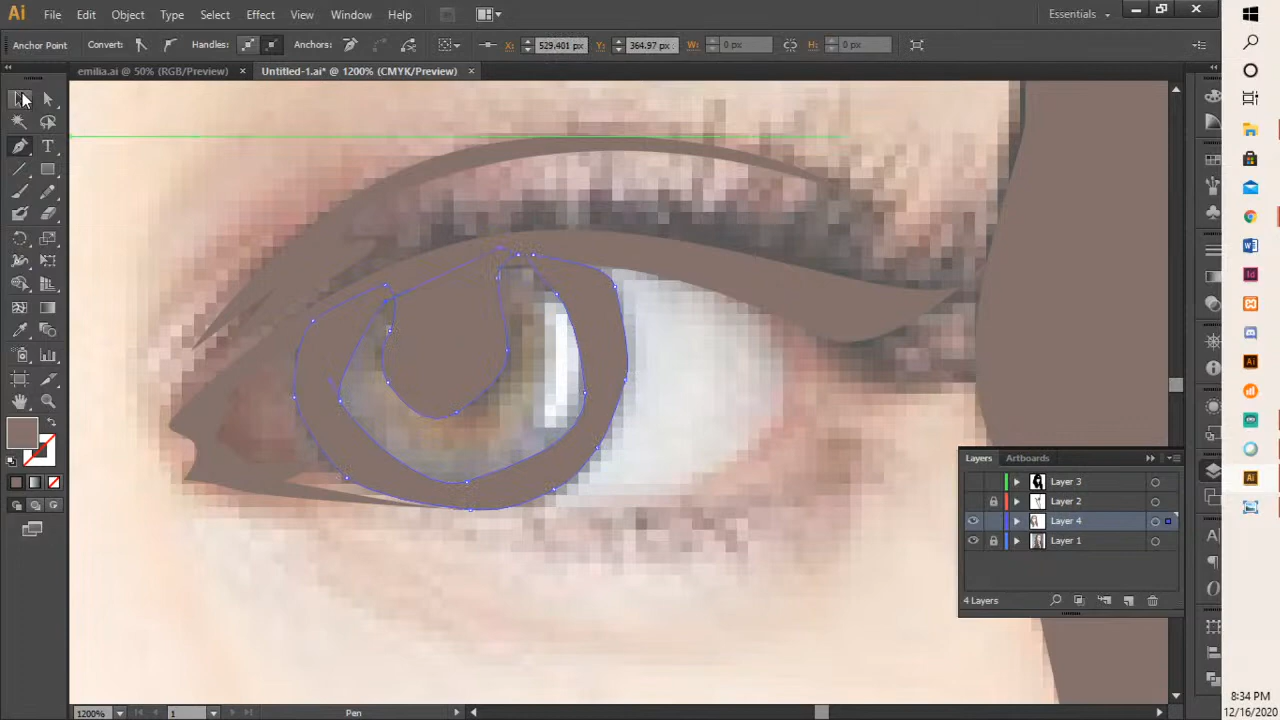 Ai File Edit Object Type Select Effect View Window Help Essentials
Anchor Point Convert: Handles: Anchors: X: 529.401 px Y: 364.97 px W: 0 px H: 0 px
emilia.ai @ 50% (RGB/Preview) × Untitled-1.ai* @ 1200% (CMYK/Preview) ×
Layers Artboards
Layer 3
Layer 2
Layer 4
Layer 1
4 Layers
1200% 1 Pen
8:34 PM
12/16/2020